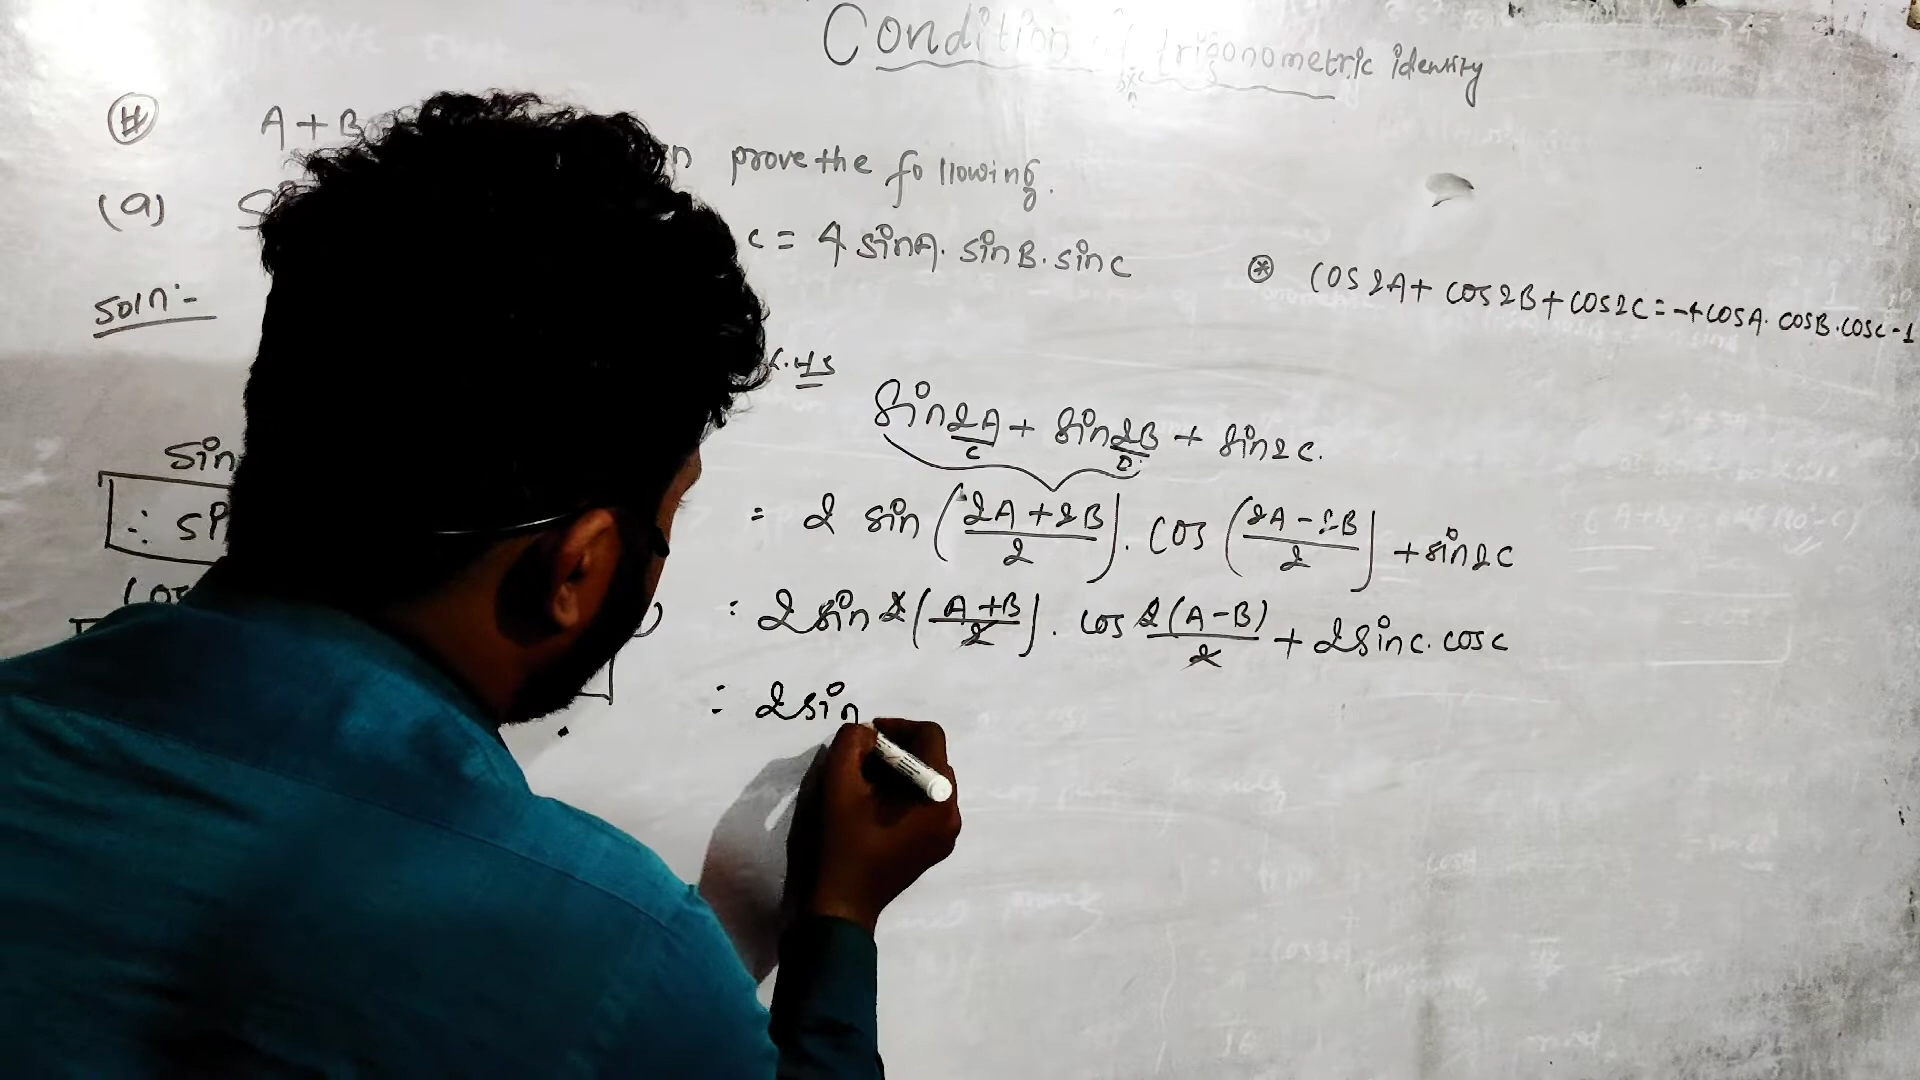 Condition of trigonometric identity
(#) A+B
prove the following.
(a) S
c = 4 sinA. sinB. sinc
⊛ cos2A + cos2B + cos2C = -4cosA. cosB. cosc - 1
soln:-
L.H.S
sin2A + sin2B + sin2c.
C D
Sin
= 2 sin (2A+2B/2). cos (2A-2B/2) + sin2c
∴
= 2sin2(A+B/2). cos 2(A-B)/2 + 2sinc. cosc
= 2sin